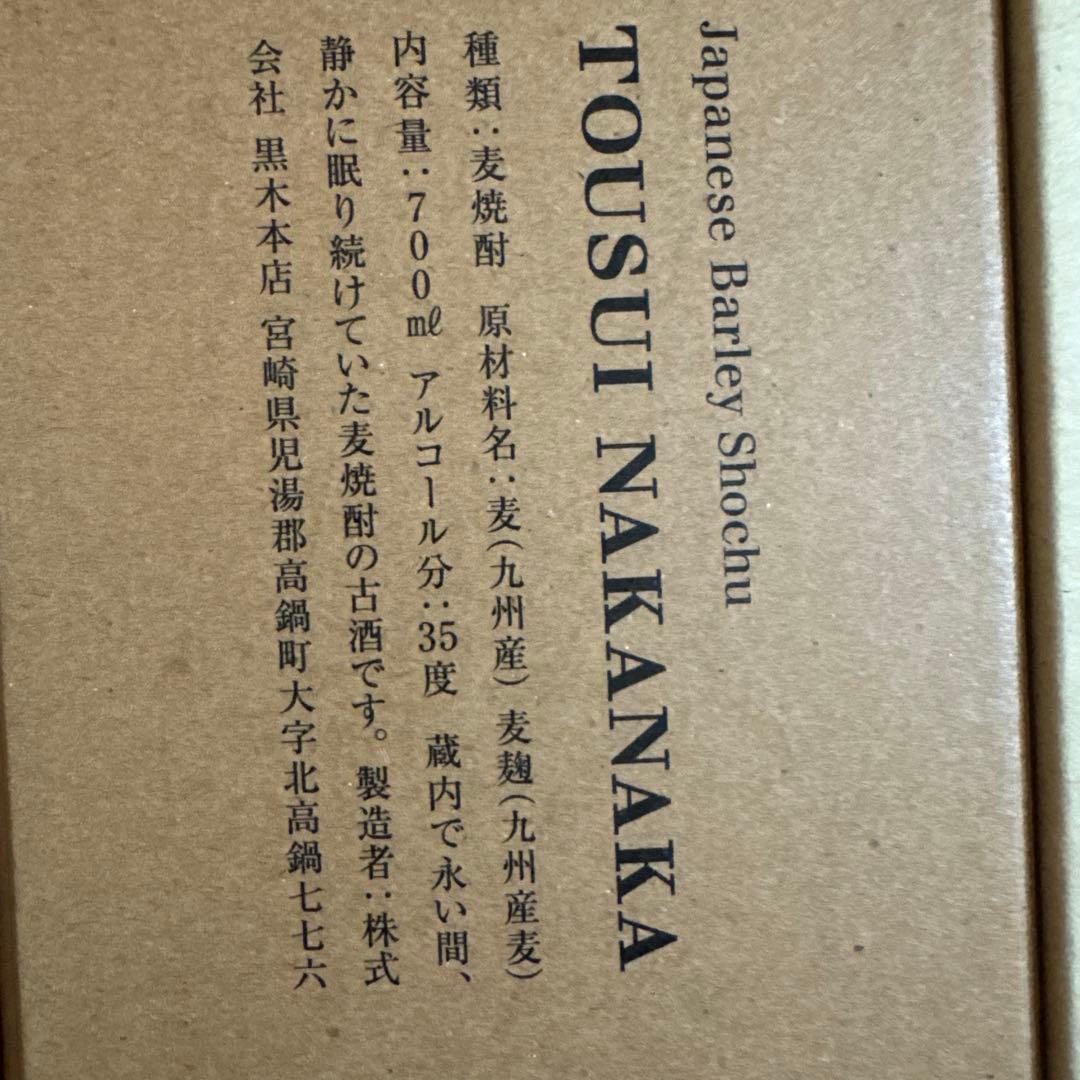 Japanese Barley Shochu
TOUSUI NAKANAKA
種類:麦焼酎 原材料名:麦(九州産) 麦麹(九州産麦)
内容量:700㎖ アルコール分:35度 蔵内で永い間、
静かに眠り続けていた麦焼酎の古酒です。製造者:株式
会社 黒木本店 宮崎県児湯郡高鍋町大字北高鍋七七六